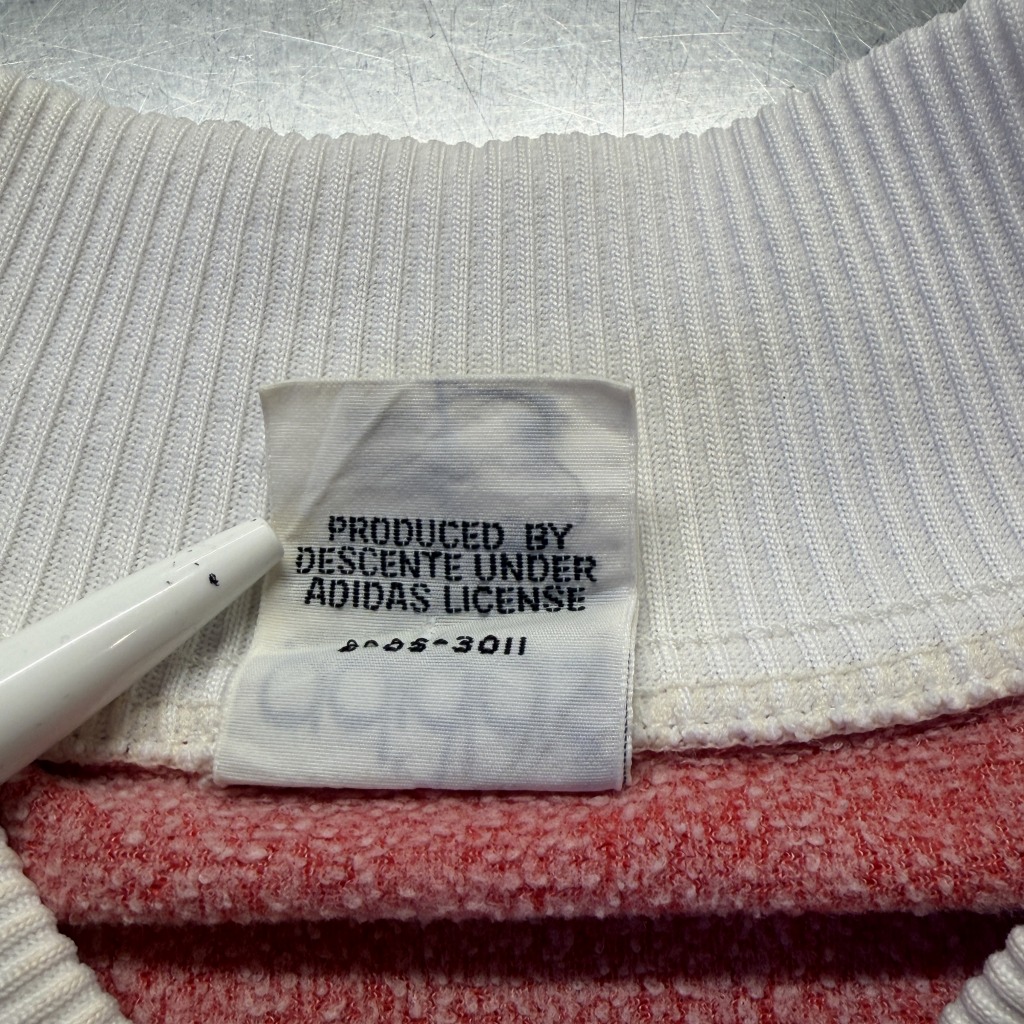 PRODUCED BY
DESCENTE UNDER
ADIDAS LICENSE